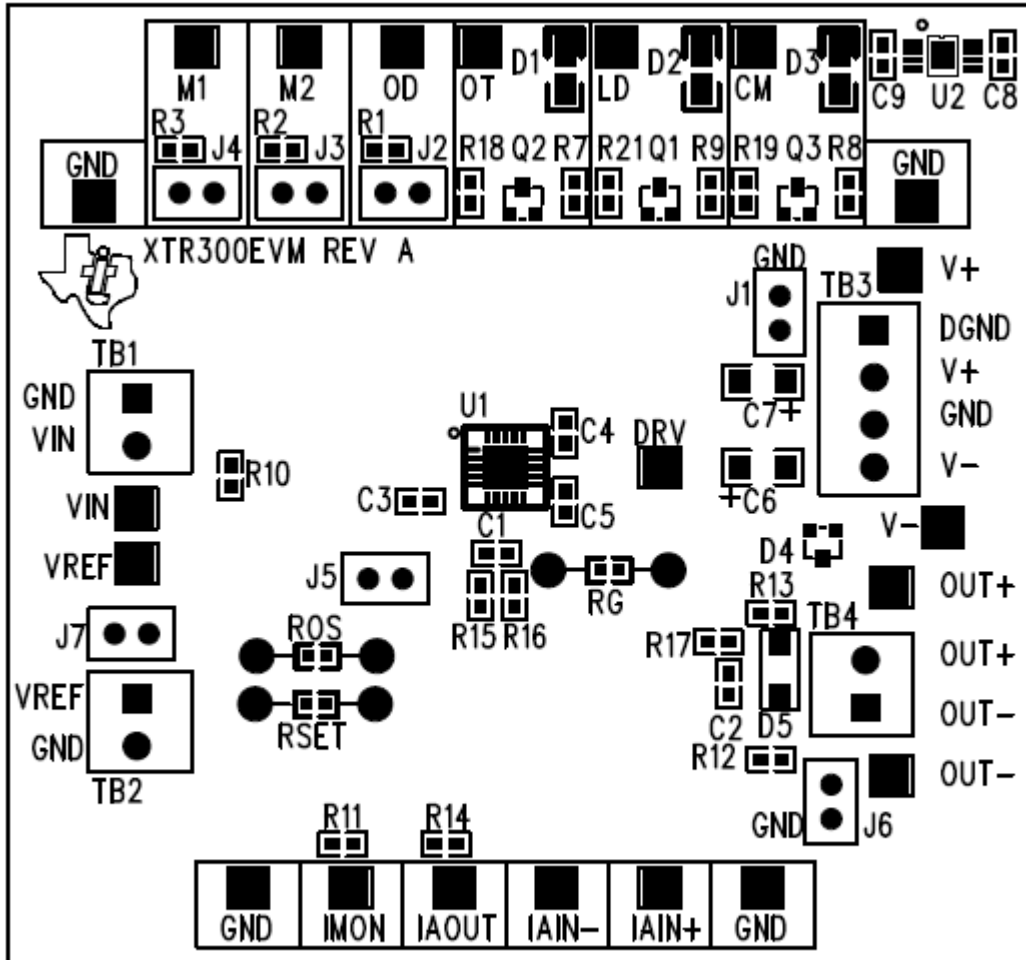 M1 M2 OD OT D1 LD D2 CM D3 C9 U2 C8
R3 J4 R2 J3 R1 J2 R18 Q2 R7 R21 Q1 R9 R19 Q3 R8
GND GND
XTR300EVM REV A
GND
J1
TB3 V+
DGND
V+
GND
V-
C7 +
+ C6
V-
TB1
GND
VIN
R10
VIN
VREF
J7
VREF
GND
TB2
U1
C4
DRV
C3
C5
C1
J5
RG
R15 R16
ROS
RSET
D4
R13
OUT+
TB4
R17
OUT+
OUT-
C2 D5
R12
OUT-
GND J6
R11 R14
GND IMON IAOUT IAIN- IAIN+ GND